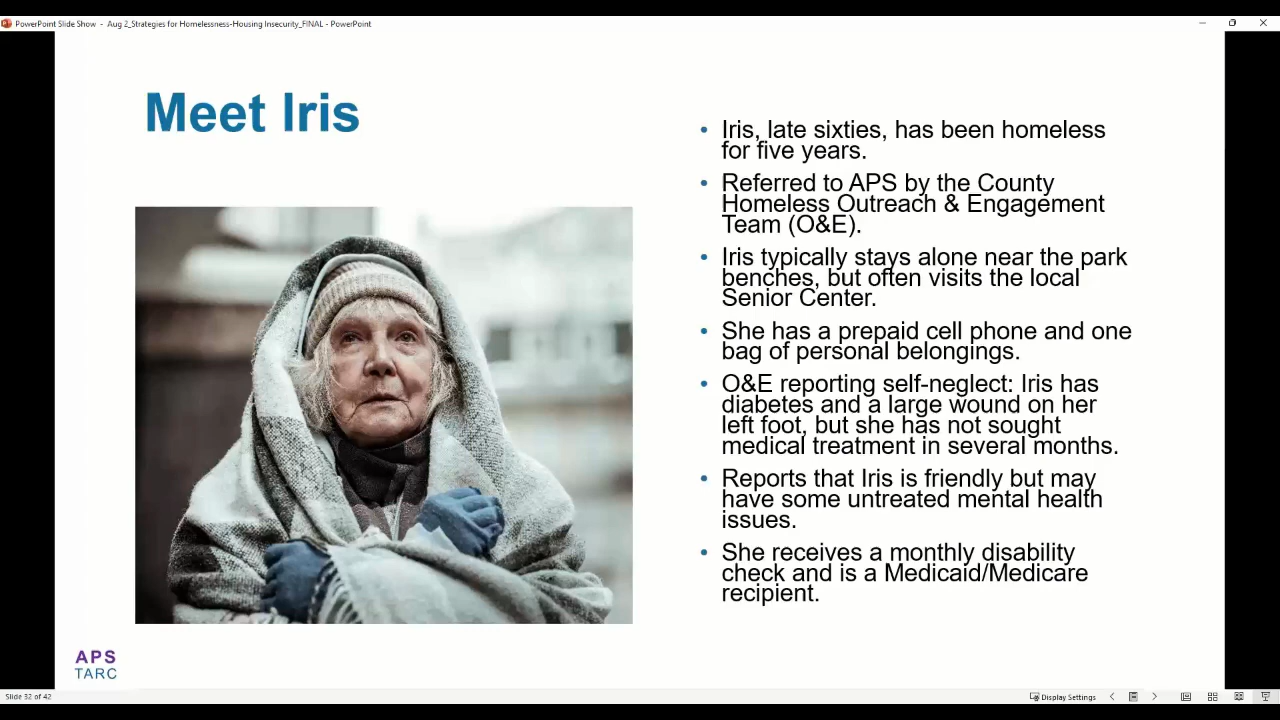 PowerPoint Slide Show - Aug 2_Strategies for Homelessness-Housing Insecurity_FINAL - PowerPoint
Meet Iris
• Iris, late sixties, has been homeless
for five years.
• Referred to APS by the County
Homeless Outreach & Engagement
Team (O&E).
• Iris typically stays alone near the park
benches, but often visits the local
Senior Center.
• She has a prepaid cell phone and one
bag of personal belongings.
• O&E reporting self-neglect: Iris has
diabetes and a large wound on her
left foot, but she has not sought
medical treatment in several months.
• Reports that Iris is friendly but may
have some untreated mental health
issues.
• She receives a monthly disability
check and is a Medicaid/Medicare
recipient.
APS
TARC
Slide 32 of 42
Display Settings